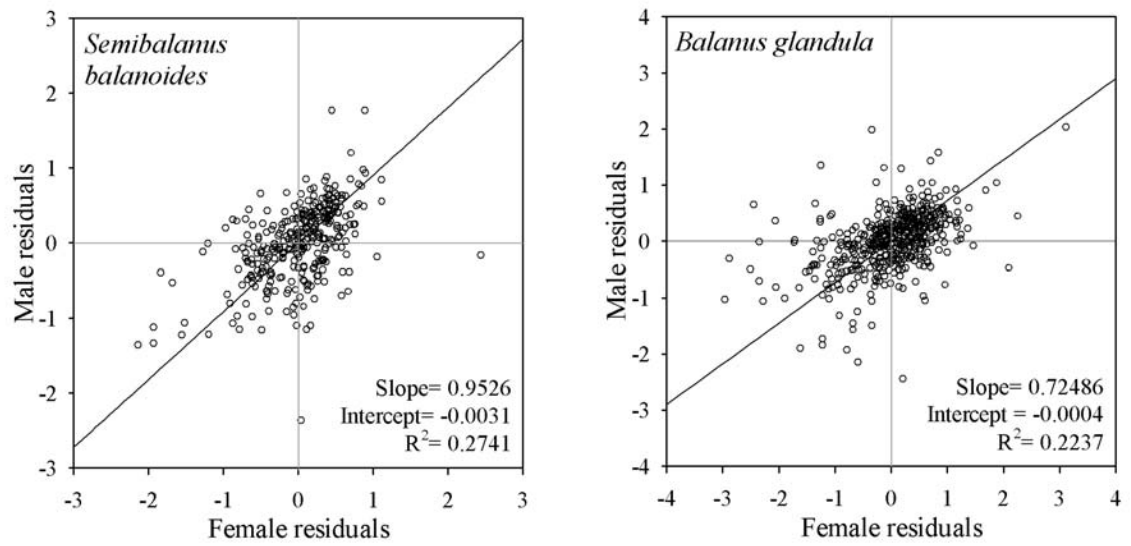 Semibalanus
balanoides
3
2
1
0
-1
-2
-3
Male residuals
Slope= 0.9526
Intercept= -0.0031
R²= 0.2741
-3 -2 -1 0 1 2 3
Female residuals
Balanus glandula
4
3
2
1
0
-1
-2
-3
-4
Male residuals
Slope= 0.72486
Intercept = -0.0004
R²= 0.2237
-4 -3 -2 -1 0 1 2 3 4
Female residuals